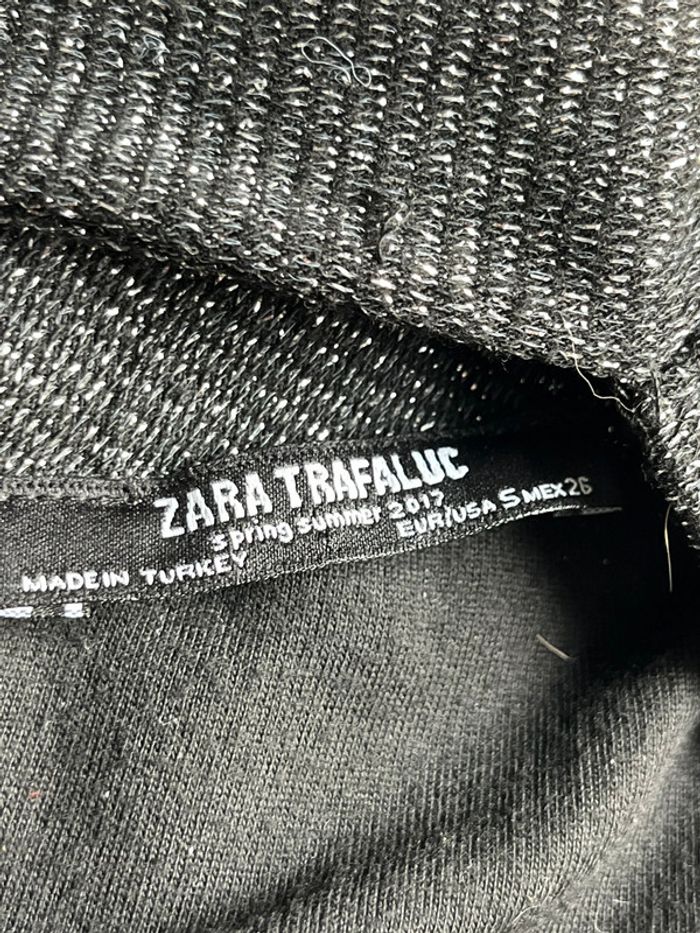 ZARA TRAFALUC
spring summer 2017
MADE IN TURKEY
EUR/USA S MEX 26